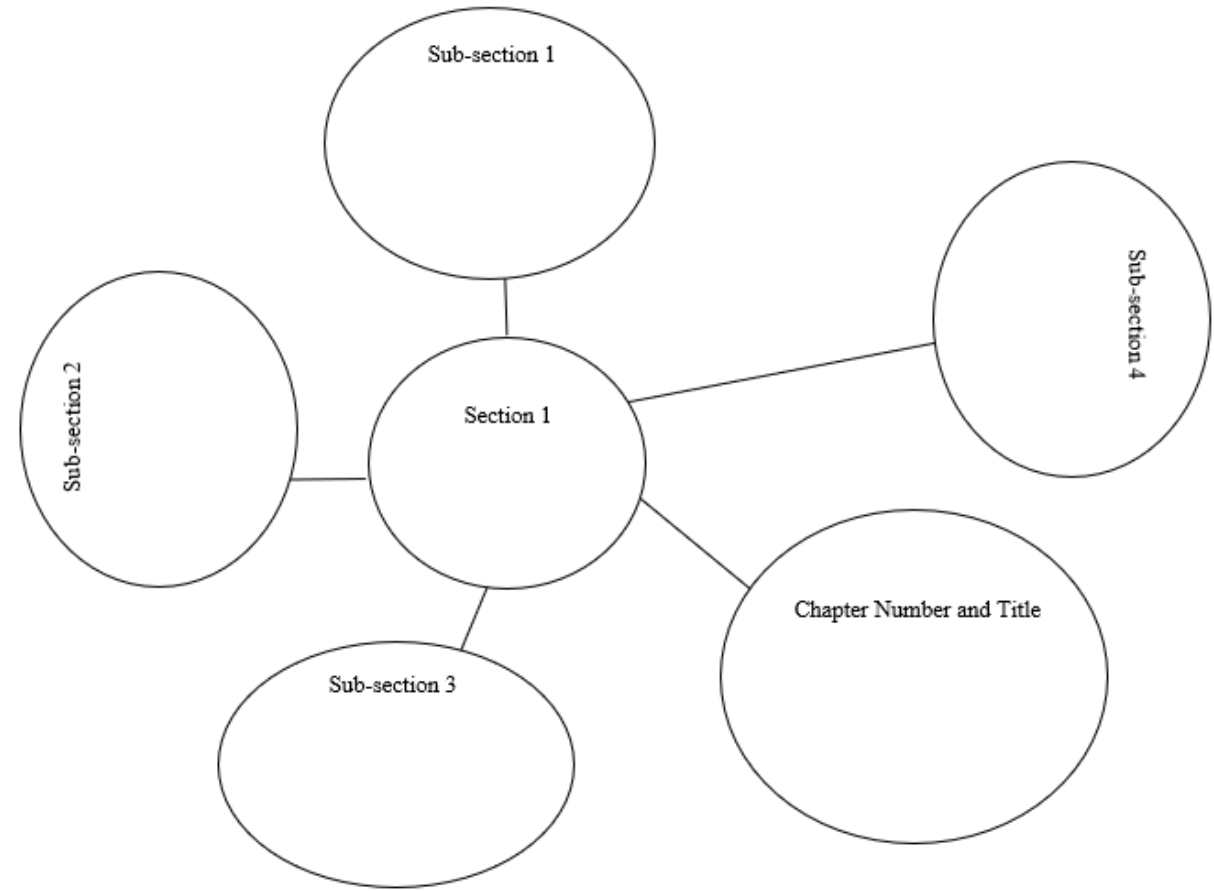 Sub-section 1
Sub-section 4
Sub-section 2
Section 1
Chapter Number and Title
Sub-section 3